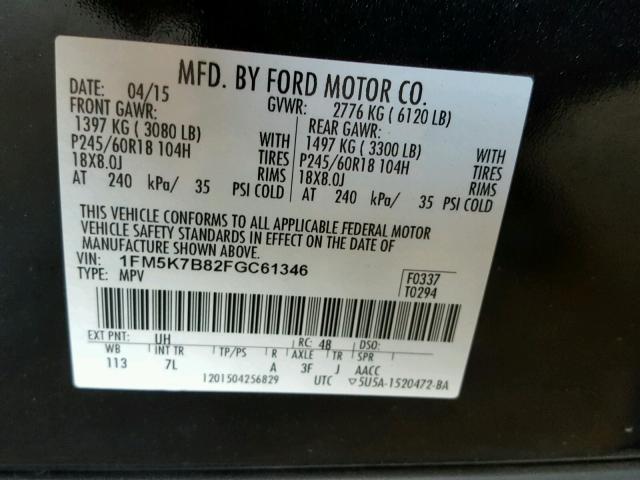 MFD. BY FORD MOTOR CO.
DATE: 04/15 GVWR: 2776 KG ( 6120 LB)
FRONT GAWR: REAR GAWR:
1397 KG ( 3080 LB) WITH 1497 KG ( 3300 LB) WITH
P245/60R18 104H TIRES P245/60R18 104H TIRES
18X8.0J RIMS 18X8.0J RIMS
AT 240 kPa/ 35 PSI COLD AT 240 kPa/ 35 PSI COLD
THIS VEHICLE CONFORMS TO ALL APPLICABLE FEDERAL MOTOR
VEHICLE SAFETY STANDARDS IN EFFECT ON THE DATE OF
MANUFACTURE SHOWN ABOVE.
VIN: 1FM5K7B82FGC61346
TYPE: MPV
F0337
T0294
EXT PNT: UH RC: 48 DSO:
WB INT TR TP/PS R AXLE TR SPR
113 7L A 3F J AACC
1201504256829 UTC ▽5U5A-1520472-BA